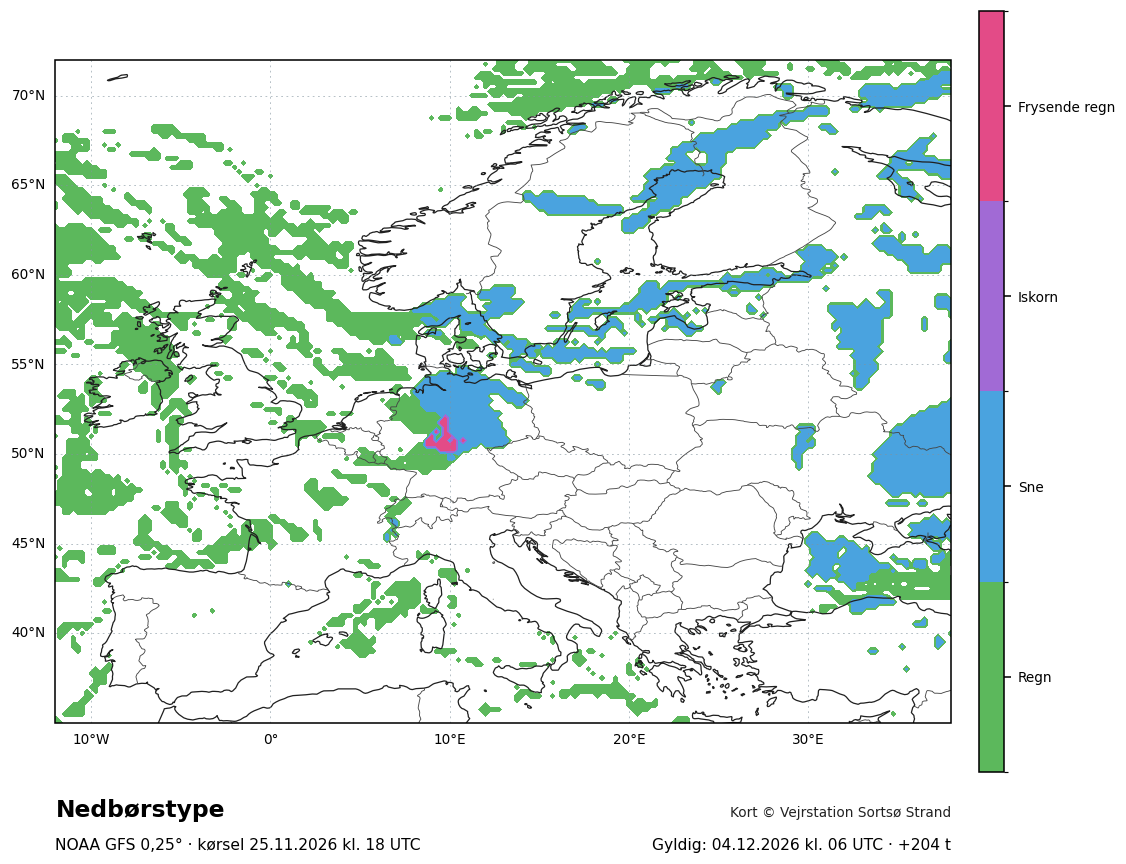 70°N
65°N
60°N
55°N
50°N
45°N
40°N
10°W 0° 10°E 20°E 30°E
Frysende regn
Iskorn
Sne
Regn
Nedbørstype
Kort © Vejrstation Sortsø Strand
NOAA GFS 0,25° · kørsel 25.11.2026 kl. 18 UTC
Gyldig: 04.12.2026 kl. 06 UTC · +204 t